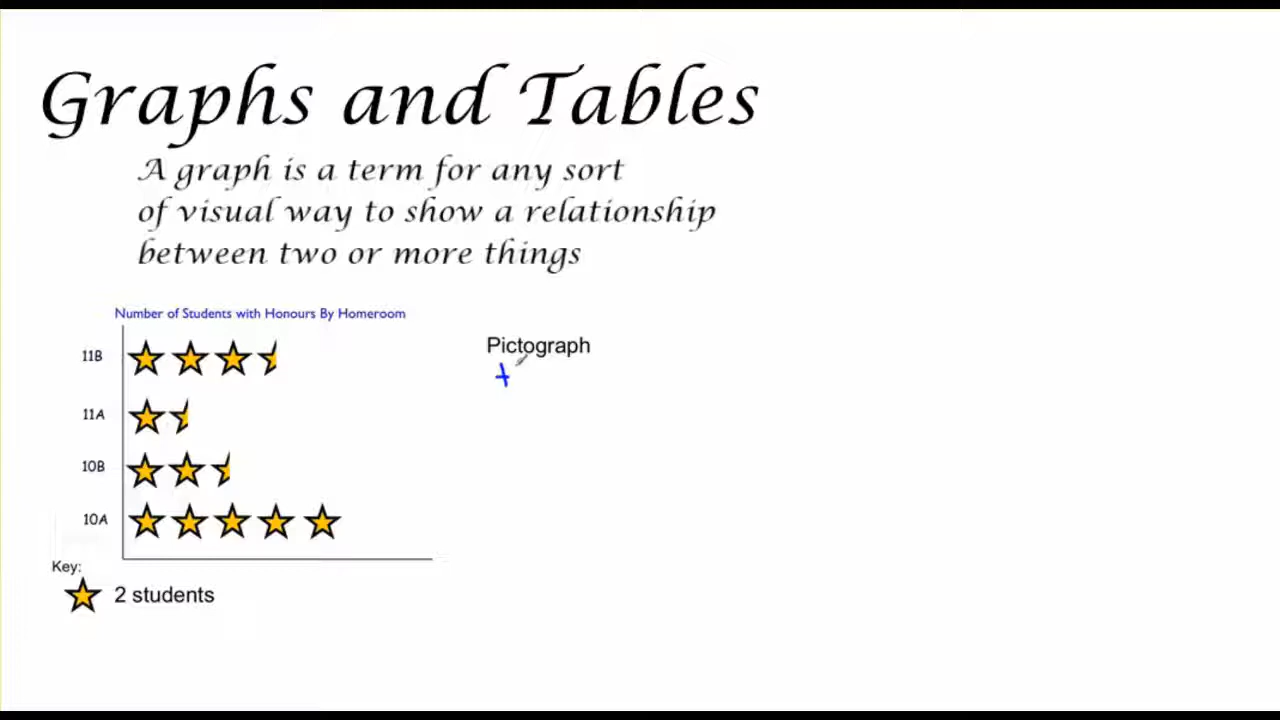 Graphs and Tables
A graph is a term for any sort
of visual way to show a relationship
between two or more things
Number of Students with Honours By Homeroom
11B
Pictograph
11A
10B
10A
Key:
2 students